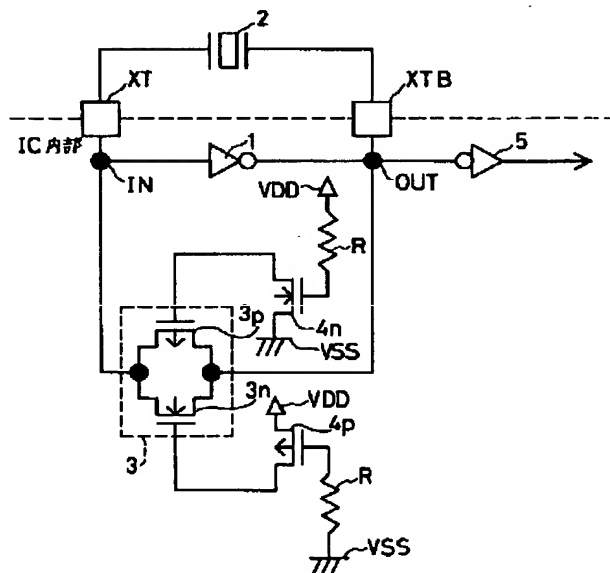 2
XT
XTB
IC内部
1
5
IN
OUT
VDD
R
3p
4n
VSS
3n
VDD
4p
3
R
VSS